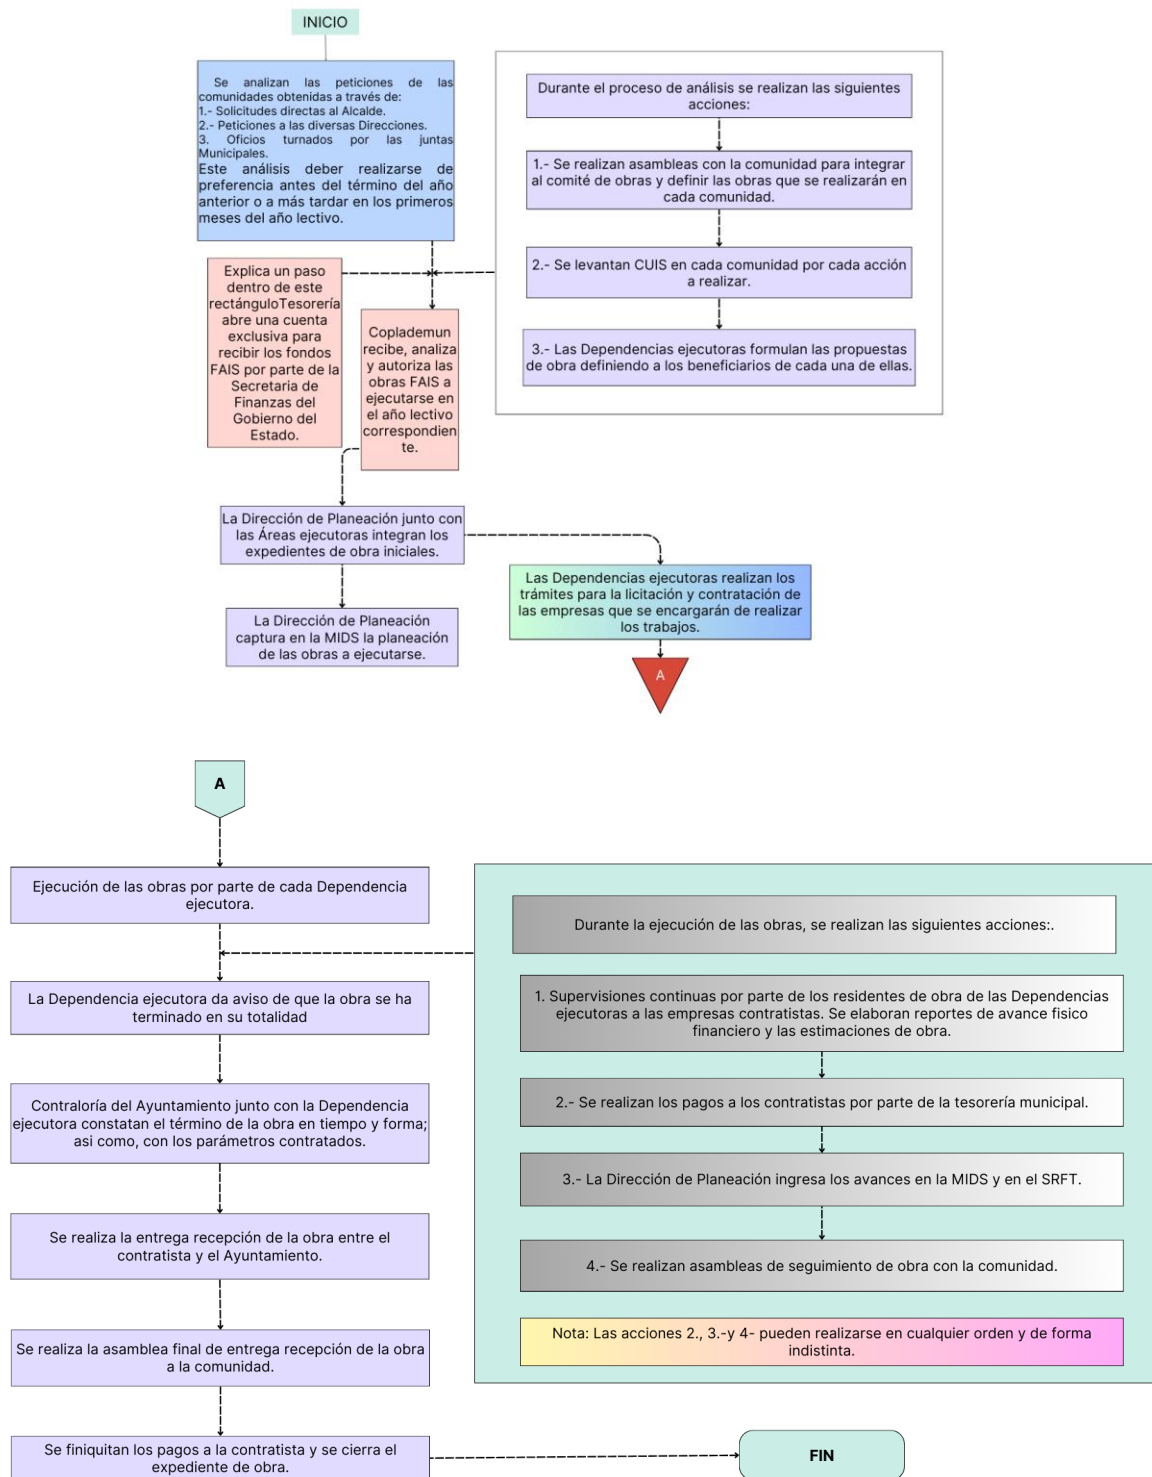 INICIO
Se analizan las peticiones de las
comunidades obtenidas a través de:
1.- Solicitudes directas al Alcalde.
2.- Peticiones a las diversas Direcciones.
3. Oficios turnados por las juntas
Municipales.
Este análisis deber realizarse de
preferencia antes del término del año
anterior o a más tardar en los primeros
meses del año lectivo.
Durante el proceso de análisis se realizan las siguientes
acciones:
1.- Se realizan asambleas con la comunidad para integrar
al comité de obras y definir las obras que se realizarán en
cada comunidad.
2.- Se levantan CUIS en cada comunidad por cada acción
a realizar.
3.- Las Dependencias ejecutoras formulan las propuestas
de obra definiendo a los beneficiarios de cada una de ellas.
Explica un paso
dentro de este
rectánguloTesorería
abre una cuenta
exclusiva para
recibir los fondos
FAIS por parte de la
Secretaria de
Finanzas del
Gobierno del
Estado.
Coplademun
recibe, analiza
y autoriza las
obras FAIS a
ejecutarse en
el año lectivo
correspondien
te.
La Dirección de Planeación junto con
las Áreas ejecutoras integran los
expedientes de obra iniciales.
La Dirección de Planeación
captura en la MIDS la planeación
de las obras a ejecutarse.
Las Dependencias ejecutoras realizan los
trámites para la licitación y contratación de
las empresas que se encargarán de realizar
los trabajos.
A
A
Ejecución de las obras por parte de cada Dependencia
ejecutora.
La Dependencia ejecutora da aviso de que la obra se ha
terminado en su totalidad
Contraloría del Ayuntamiento junto con la Dependencia
ejecutora constatan el término de la obra en tiempo y forma;
asi como, con los parámetros contratados.
Se realiza la entrega recepción de la obra entre el
contratista y el Ayuntamiento.
Se realiza la asamblea final de entrega recepción de la obra
a la comunidad.
Se finiquitan los pagos a la contratista y se cierra el
expediente de obra.
Durante la ejecución de las obras, se realizan las siguientes acciones:.
1. Supervisiones continuas por parte de los residentes de obra de las Dependencias
ejecutoras a las empresas contratistas. Se elaboran reportes de avance fisico
financiero y las estimaciones de obra.
2.- Se realizan los pagos a los contratistas por parte de la tesorería municipal.
3.- La Dirección de Planeación ingresa los avances en la MIDS y en el SRFT.
4.- Se realizan asambleas de seguimiento de obra con la comunidad.
Nota: Las acciones 2., 3.-y 4- pueden realizarse en cualquier orden y de forma
indistinta.
FIN